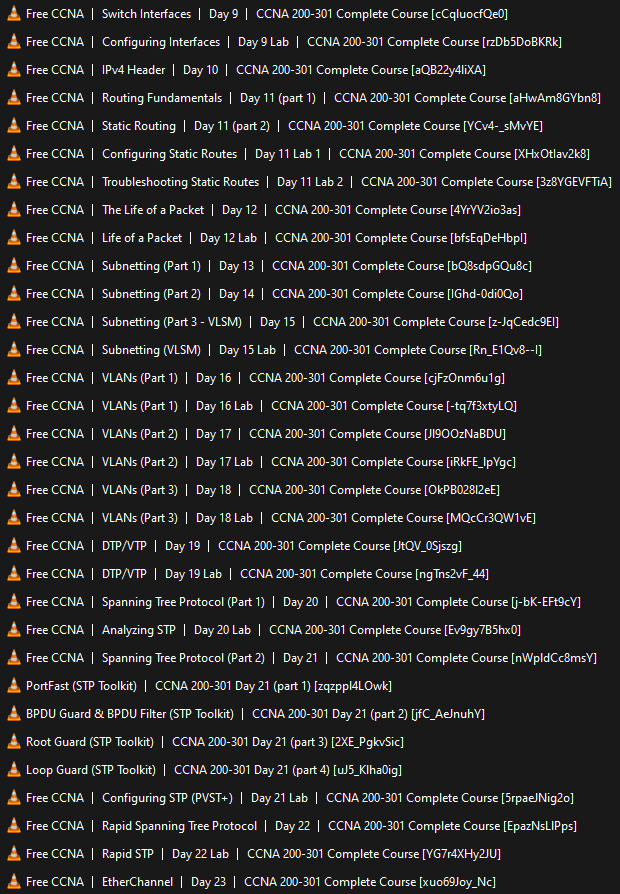 Free CCNA | Switch Interfaces | Day 9 | CCNA 200-301 Complete Course [cCqluocfQe0]
Free CCNA | Configuring Interfaces | Day 9 Lab | CCNA 200-301 Complete Course [rzDb5DoBKRk]
Free CCNA | IPv4 Header | Day 10 | CCNA 200-301 Complete Course [aQB22y4liXA]
Free CCNA | Routing Fundamentals | Day 11 (part 1) | CCNA 200-301 Complete Course [aHwAm8GYbn8]
Free CCNA | Static Routing | Day 11 (part 2) | CCNA 200-301 Complete Course [YCv4-_sMvYE]
Free CCNA | Configuring Static Routes | Day 11 Lab 1 | CCNA 200-301 Complete Course [XHxOtIav2k8]
Free CCNA | Troubleshooting Static Routes | Day 11 Lab 2 | CCNA 200-301 Complete Course [3z8YGEVFTiA]
Free CCNA | The Life of a Packet | Day 12 | CCNA 200-301 Complete Course [4YrYV2io3as]
Free CCNA | Life of a Packet | Day 12 Lab | CCNA 200-301 Complete Course [bfsEqDeHbpI]
Free CCNA | Subnetting (Part 1) | Day 13 | CCNA 200-301 Complete Course [bQ8sdpGQu8c]
Free CCNA | Subnetting (Part 2) | Day 14 | CCNA 200-301 Complete Course [IGhd-0di0Qo]
Free CCNA | Subnetting (Part 3 - VLSM) | Day 15 | CCNA 200-301 Complete Course [z-JqCedc9EI]
Free CCNA | Subnetting (VLSM) | Day 15 Lab | CCNA 200-301 Complete Course [Rn_E1Qv8--I]
Free CCNA | VLANs (Part 1) | Day 16 | CCNA 200-301 Complete Course [cjFzOnm6u1g]
Free CCNA | VLANs (Part 1) | Day 16 Lab | CCNA 200-301 Complete Course [-tq7f3xtyLQ]
Free CCNA | VLANs (Part 2) | Day 17 | CCNA 200-301 Complete Course [Jl9OOzNaBDU]
Free CCNA | VLANs (Part 2) | Day 17 Lab | CCNA 200-301 Complete Course [iRkFE_lpYgc]
Free CCNA | VLANs (Part 3) | Day 18 | CCNA 200-301 Complete Course [OkPB028l2eE]
Free CCNA | VLANs (Part 3) | Day 18 Lab | CCNA 200-301 Complete Course [MQcCr3QW1vE]
Free CCNA | DTP/VTP | Day 19 | CCNA 200-301 Complete Course [JtQV_0Sjszg]
Free CCNA | DTP/VTP | Day 19 Lab | CCNA 200-301 Complete Course [ngTns2vF_44]
Free CCNA | Spanning Tree Protocol (Part 1) | Day 20 | CCNA 200-301 Complete Course [j-bK-EFt9cY]
Free CCNA | Analyzing STP | Day 20 Lab | CCNA 200-301 Complete Course [Ev9gy7B5hx0]
Free CCNA | Spanning Tree Protocol (Part 2) | Day 21 | CCNA 200-301 Complete Course [nWpldCc8msY]
PortFast (STP Toolkit) | CCNA 200-301 Day 21 (part 1) [zqzppl4LOwk]
BPDU Guard & BPDU Filter (STP Toolkit) | CCNA 200-301 Day 21 (part 2) [jfC_AeJnuhY]
Root Guard (STP Toolkit) | CCNA 200-301 Day 21 (part 3) [2XE_PgkvSic]
Loop Guard (STP Toolkit) | CCNA 200-301 Day 21 (part 4) [uJ5_KIha0ig]
Free CCNA | Configuring STP (PVST+) | Day 21 Lab | CCNA 200-301 Complete Course [5rpaeJNig2o]
Free CCNA | Rapid Spanning Tree Protocol | Day 22 | CCNA 200-301 Complete Course [EpazNsLlPps]
Free CCNA | Rapid STP | Day 22 Lab | CCNA 200-301 Complete Course [YG7r4XHy2JU]
Free CCNA | EtherChannel | Day 23 | CCNA 200-301 Complete Course [xuo69Joy_Nc]